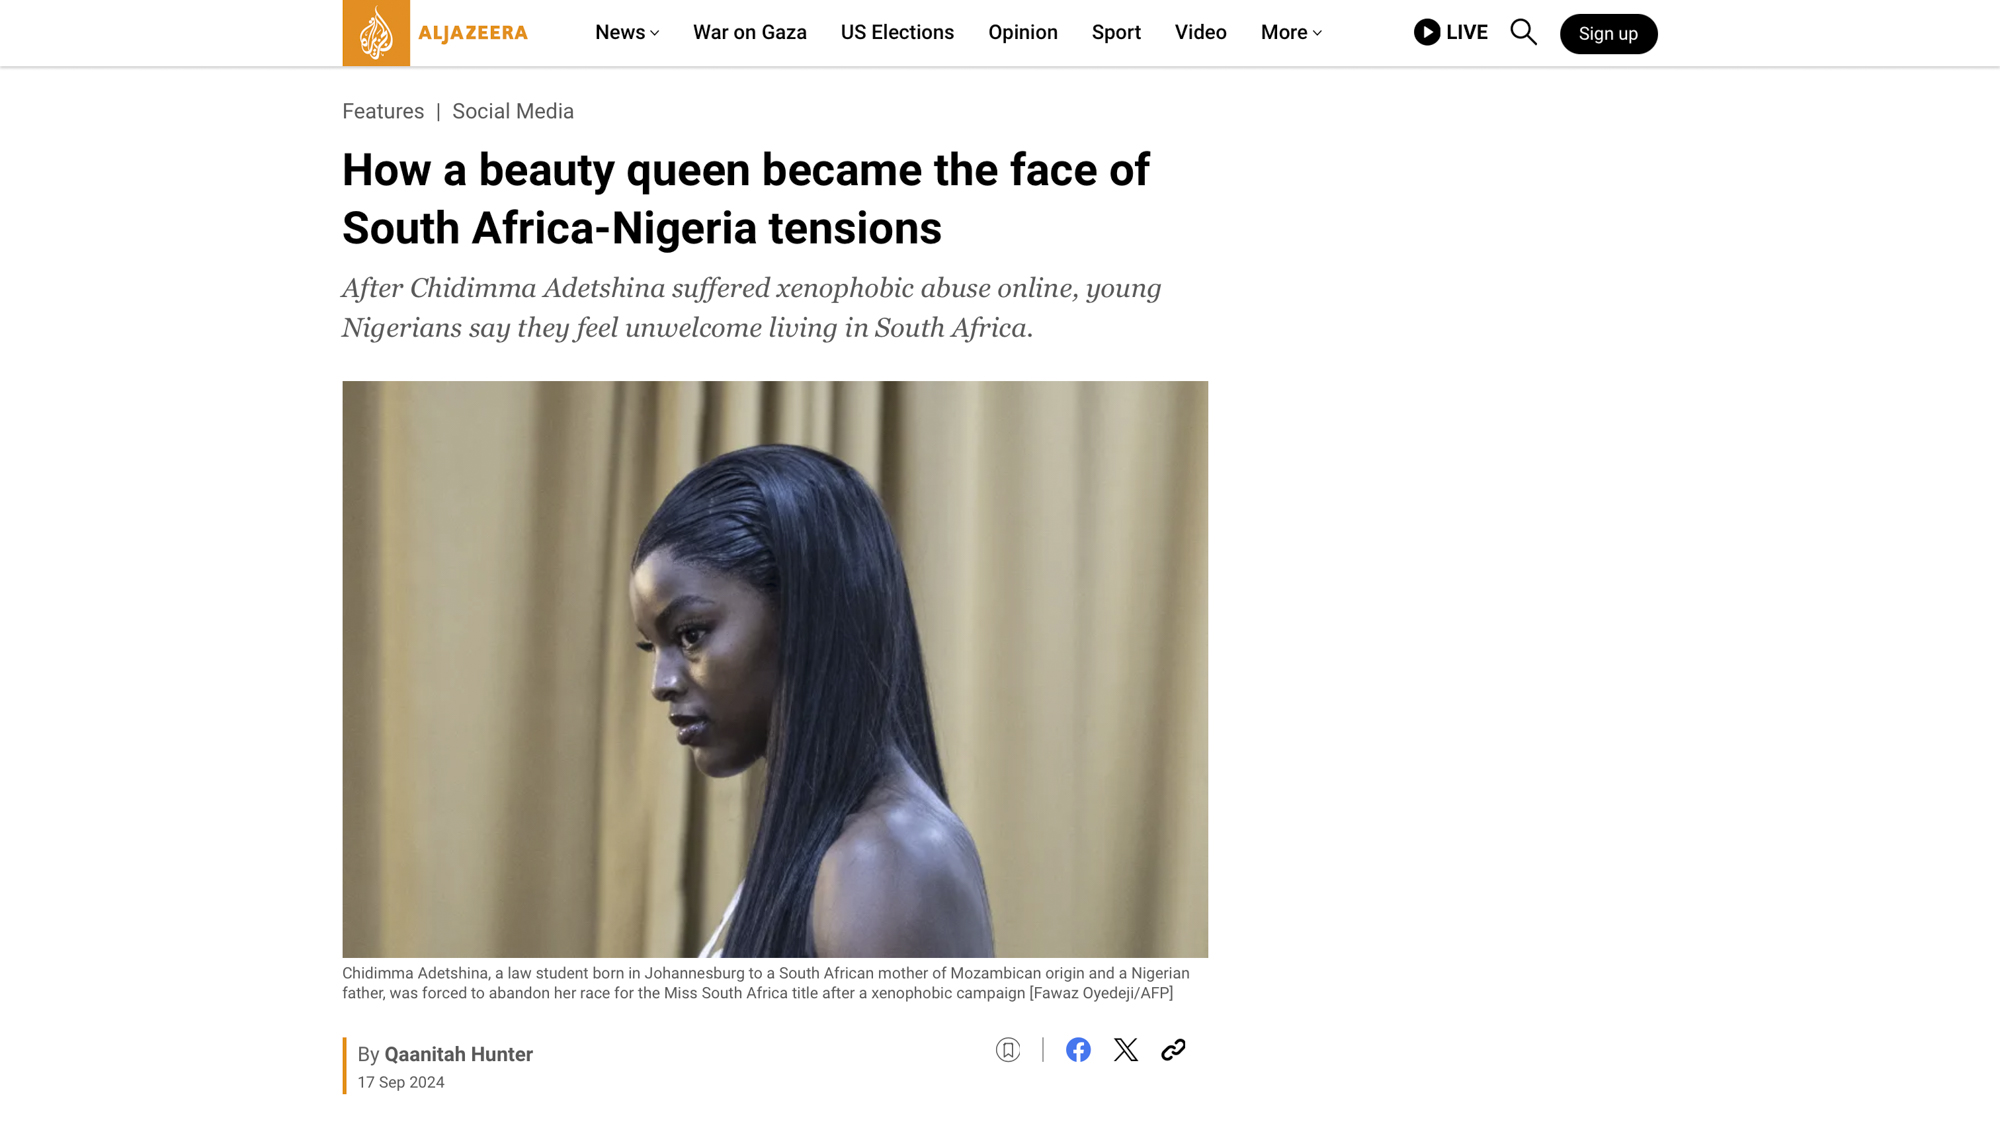 ALJAZEERA
News
War on Gaza
US Elections
Opinion
Sport
Video
More
LIVE
Sign up
Features | Social Media
How a beauty queen became the face of
South Africa-Nigeria tensions
After Chidimma Adetshina suffered xenophobic abuse online, young
Nigerians say they feel unwelcome living in South Africa.
Chidimma Adetshina, a law student born in Johannesburg to a South African mother of Mozambican origin and a Nigerian
father, was forced to abandon her race for the Miss South Africa title after a xenophobic campaign [Fawaz Oyedeji/AFP]
By Qaanitah Hunter
17 Sep 2024